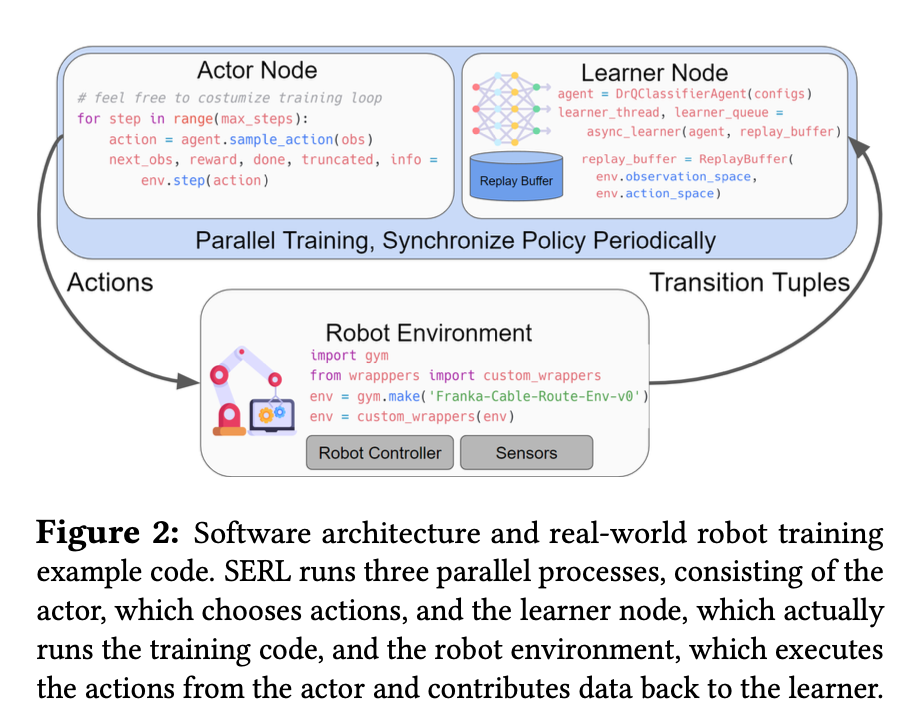 Actor Node
# feel free to costumize training loop
for step in range(max_steps):
action = agent.sample_action(obs)
next_obs, reward, done, truncated, info =
env.step(action)
Learner Node
agent = DrQClassifierAgent(configs)
learner_thread, learner_queue =
async_learner(agent, replay_buffer)
Replay Buffer
replay_buffer = ReplayBuffer(
env.observation_space,
env.action_space)
Parallel Training, Synchronize Policy Periodically
Actions
Transition Tuples
Robot Environment
import gym
from wrapppers import custom_wrappers
env = gym.make('Franka-Cable-Route-Env-v0')
env = custom_wrappers(env)
Robot Controller
Sensors
Figure 2: Software architecture and real-world robot training
example code. SERL runs three parallel processes, consisting of the
actor, which chooses actions, and the learner node, which actually
runs the training code, and the robot environment, which executes
the actions from the actor and contributes data back to the learner.